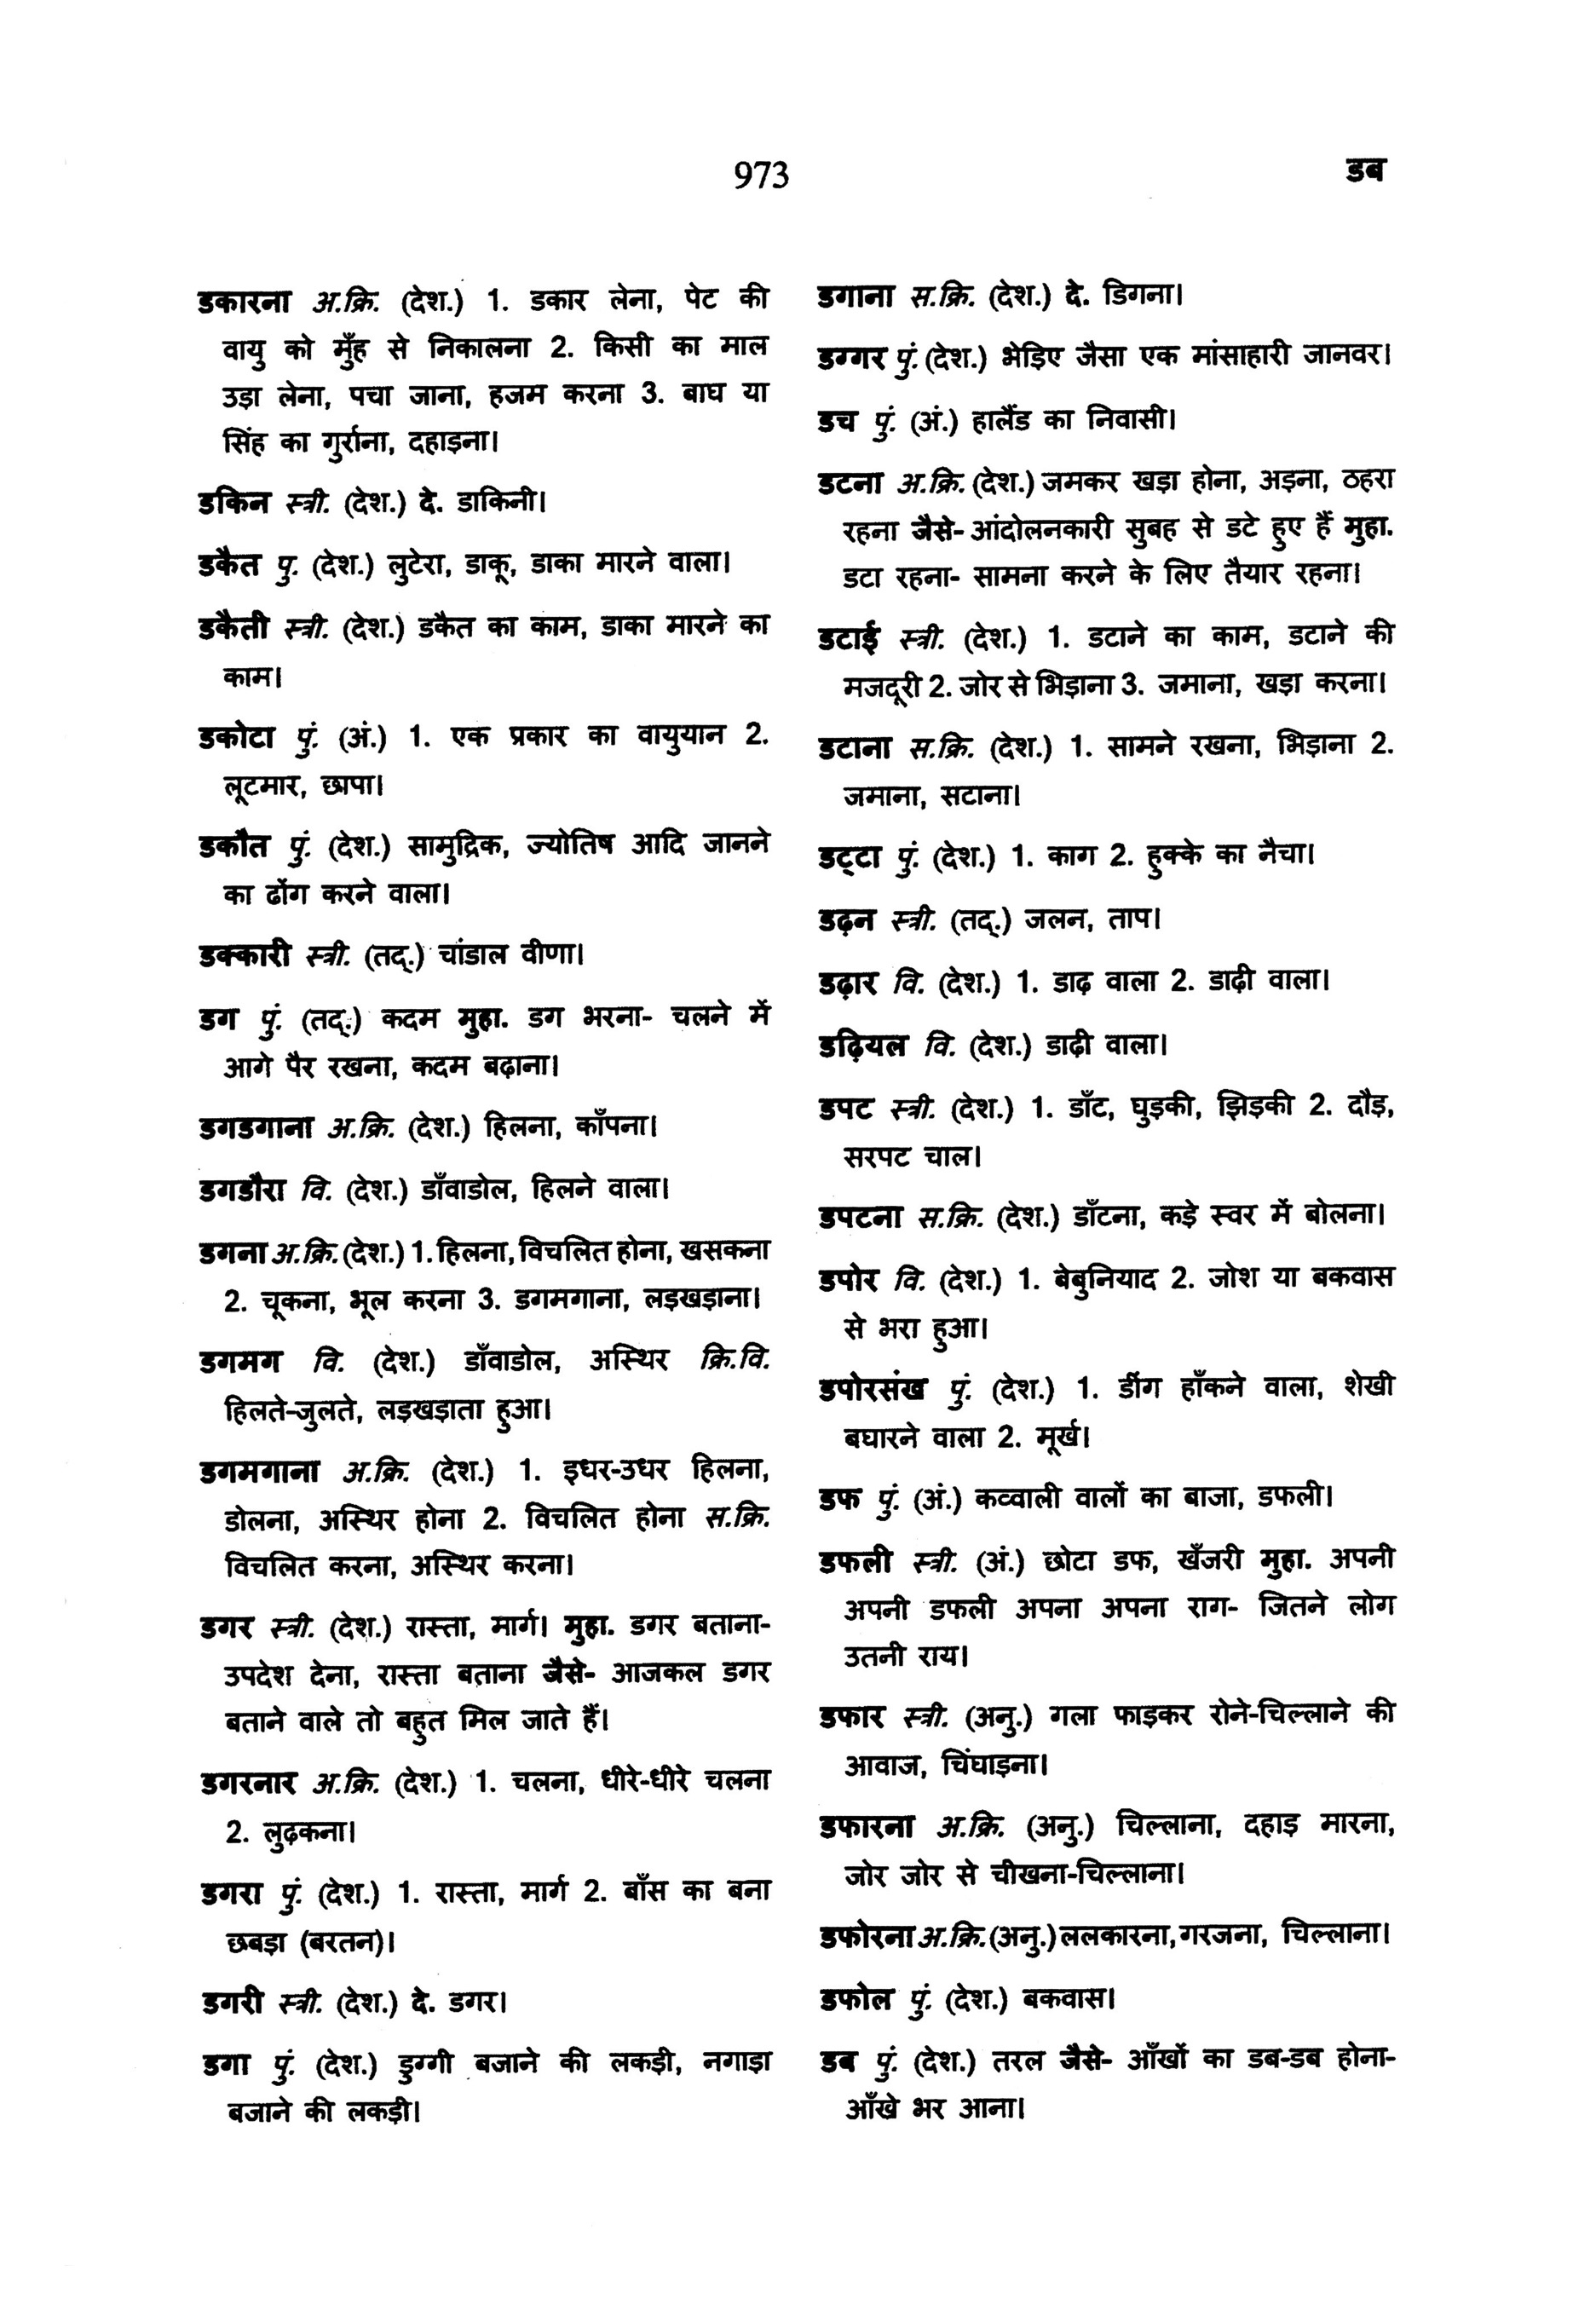 973
डब
डकारना अ.क्रि. (देश.) 1. डकार लेना, पेट की
वायु को मुँह से निकालना 2. किसी का माल
उड़ा लेना, पचा जाना, हजम करना 3. बाघ या
सिंह का गुर्राना, दहाड़ना।
डकिन स्त्री. (देश.) दे. डाकिनी।
डकैत पु. (देश.) लुटेरा, डाकू, डाका मारने वाला।
डकैती स्त्री. (देश.) डकैत का काम, डाका मारने का
काम।
डकोटा पुं. (अं.) 1. एक प्रकार का वायुयान 2.
लूटमार, छापा।
डकौत पुं. (देश.) सामुद्रिक, ज्योतिष आदि जानने
का ढोंग करने वाला।
डक्कारी स्त्री. (तद्.) चांडाल वीणा।
डग पुं. (तद्.) कदम मुहा. डग भरना- चलने में
आगे पैर रखना, कदम बढ़ाना।
डगडगाना अ.क्रि. (देश.) हिलना, काँपना।
डगडौरा वि. (देश.) डाँवाडोल, हिलने वाला।
डगना अ.क्रि. (देश.) 1. हिलना, विचलित होना, खसकना
2. चूकना, भूल करना 3. डगमगाना, लड़खड़ाना।
डगमग वि. (देश.) डाँवाडोल, अस्थिर क्रि.वि.
हिलते-जुलते, लड़खड़ाता हुआ।
डगमगाना अ.क्रि. (देश.) 1. इधर-उधर हिलना,
डोलना, अस्थिर होना 2. विचलित होना स.क्रि.
विचलित करना, अस्थिर करना।
डगर स्त्री. (देश.) रास्ता, मार्ग। मुहा. डगर बताना-
उपदेश देना, रास्ता बताना जैसे- आजकल डगर
बताने वाले तो बहुत मिल जाते हैं।
डगरनार अ.क्रि. (देश.) 1. चलना, धीरे-धीरे चलना
2. लुढ़कना।
डगरा पुं. (देश.) 1. रास्ता, मार्ग 2. बाँस का बना
छबड़ा (बरतन)।
डगरी स्त्री. (देश.) दे. डगर।
डगा पुं. (देश.) डुग्गी बजाने की लकड़ी, नगाड़ा
बजाने की लकड़ी।
डगाना स.क्रि. (देश.) दे. डिगना।
डग्गर पुं. (देश.) भेड़िए जैसा एक मांसाहारी जानवर।
डच पुं. (अं.) हालैंड का निवासी।
डटना अ.क्रि. (देश.) जमकर खड़ा होना, अड़ना, ठहरा
रहना जैसे- आंदोलनकारी सुबह से डटे हुए हैं मुहा.
डटा रहना- सामना करने के लिए तैयार रहना।
डटाई स्त्री. (देश.) 1. डटाने का काम, डटाने की
मजदूरी 2. जोर से भिड़ाना 3. जमाना, खड़ा करना।
डटाना स.क्रि. (देश.) 1. सामने रखना, भिड़ाना 2.
जमाना, सटाना।
डट्टा पुं. (देश.) 1. काग 2. हुक्के का नैचा।
डढ़न स्त्री. (तद्.) जलन, ताप।
डढ़ार वि. (देश.) 1. डाढ़ वाला 2. डाढ़ी वाला।
डढ़ियल वि. (देश.) डाढ़ी वाला।
डपट स्त्री. (देश.) 1. डाँट, घुड़की, झिड़की 2. दौड़,
सरपट चाल।
डपटना स.क्रि. (देश.) डाँटना, कड़े स्वर में बोलना।
डपोर वि. (देश.) 1. बेबुनियाद 2. जोश या बकवास
से भरा हुआ।
डपोरसंख पुं. (देश.) 1. डींग हाँकने वाला, शेखी
बघारने वाला 2. मूर्ख।
डफ पुं. (अं.) कव्वाली वालों का बाजा, डफली।
डफली स्त्री. (अं.) छोटा डफ, खँजरी मुहा. अपनी
अपनी डफली अपना अपना राग- जितने लोग
उतनी राय।
डफार स्त्री. (अनु.) गला फाड़कर रोने-चिल्लाने की
आवाज, चिंघाड़ना।
डफारना अ.क्रि. (अनु.) चिल्लाना, दहाड़ मारना,
जोर जोर से चीखना-चिल्लाना।
डफोरना अ.क्रि. (अनु.) ललकारना, गरजना, चिल्लाना।
डफोल पुं. (देश.) बकवास।
डब पुं. (देश.) तरल जैसे- आँखों का डब-डब होना-
आँखे भर आना।